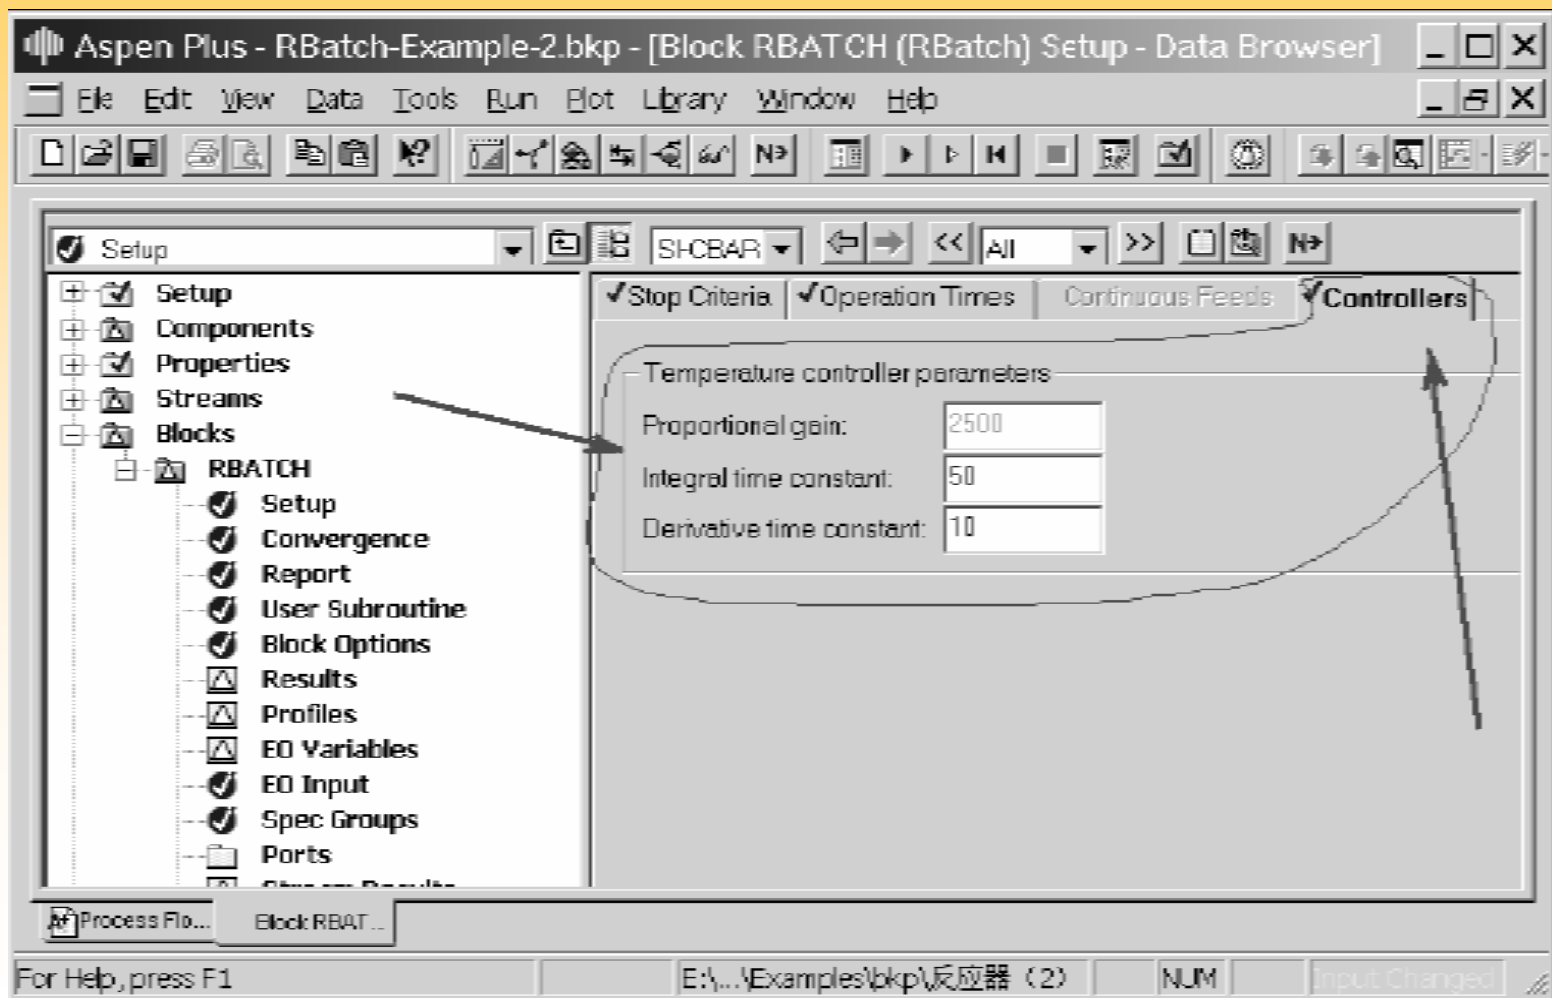 Aspen Plus - RBatch-Example-2.bkp - [Block RBATCH (RBatch) Setup - Data Browser]
File Edit View Data Tools Run Plot Library Window Help
N>
Setup
SI-CBAR
<< All >>
N>
Setup
Components
Properties
Streams
Blocks
RBATCH
Setup
Convergence
Report
User Subroutine
Block Options
Results
Profiles
EO Variables
EO Input
Spec Groups
Ports
Stream Results
Stop Criteria Operation Times Continuous Feeds Controllers
Temperature controller parameters
Proportional gain: 2500
Integral time constant: 50
Derivative time constant: 10
Process Flo... Block RBAT...
For Help, press F1 E:\...\Examples\bkp\反应器（2） NUM Input Changed